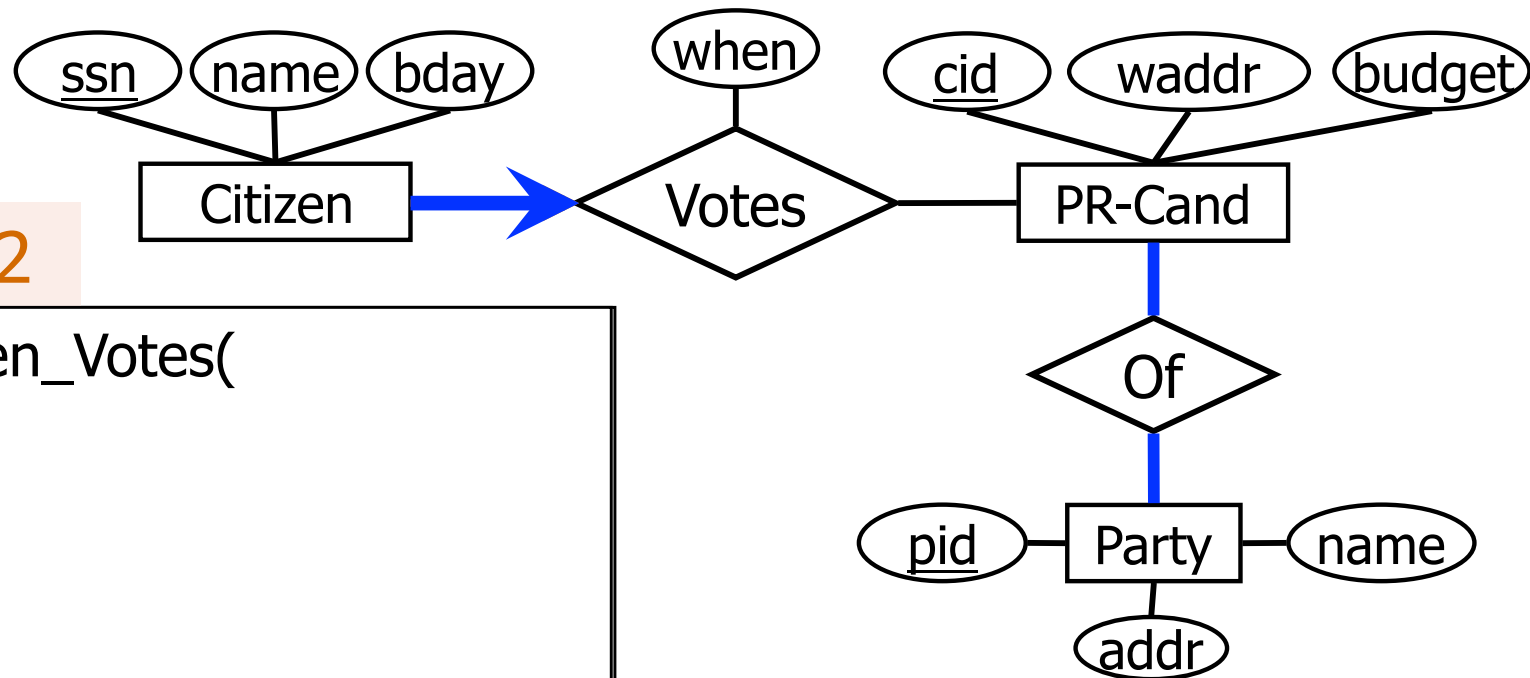 ssn name bday when cid waddr budget
Citizen Votes PR-Cand
2
en_Votes(
Of
pid Party name
addr